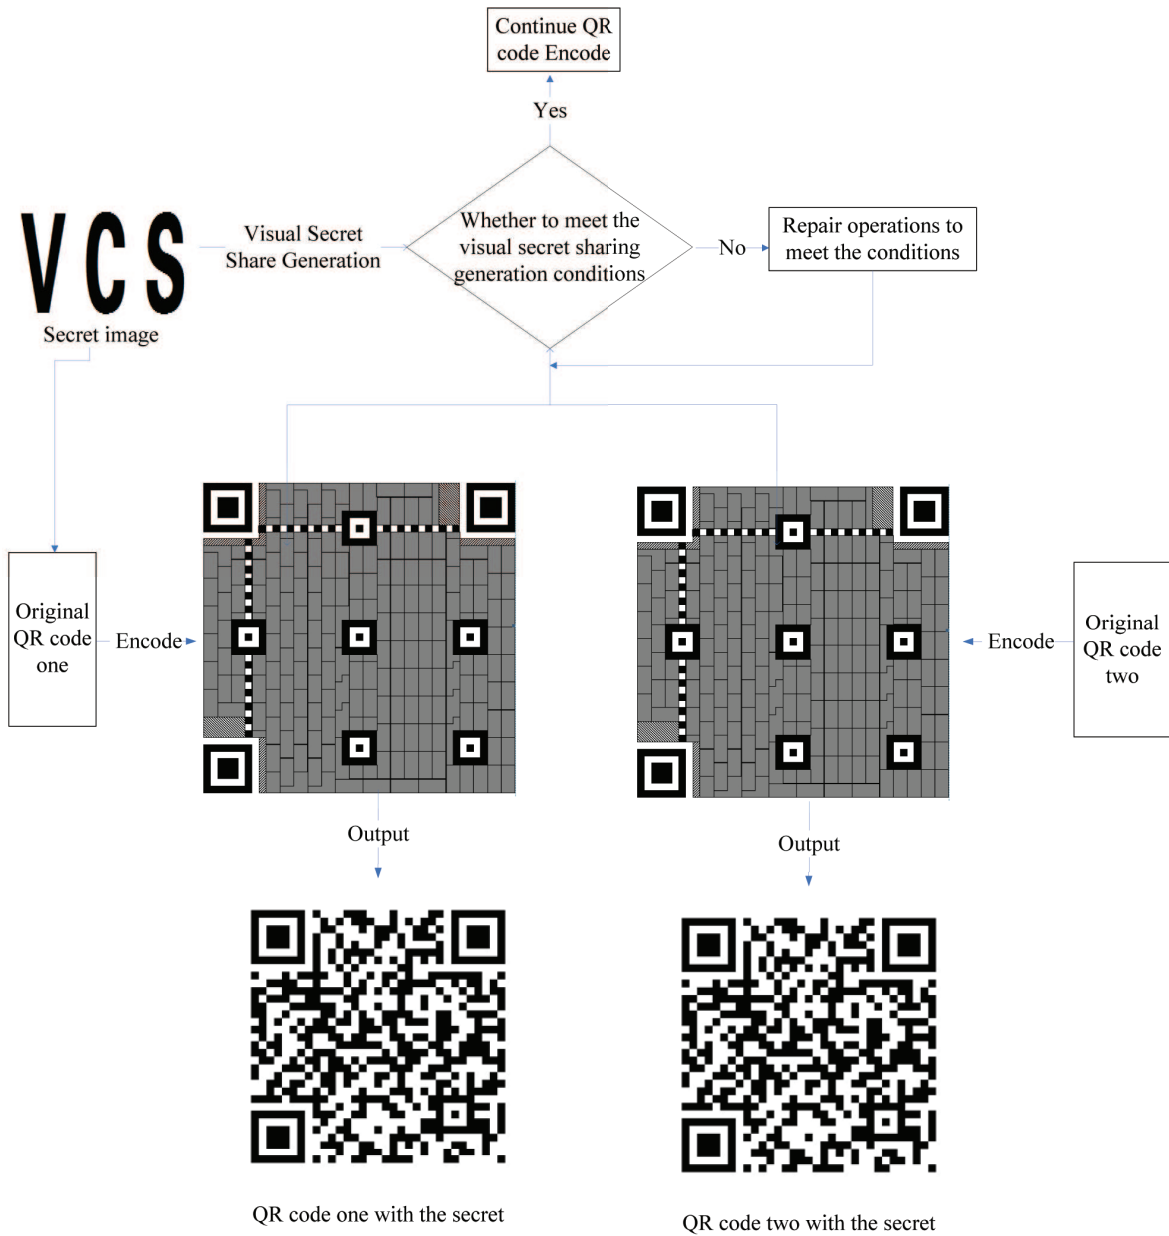 Continue QR
code Encode
Yes
VCS
Secret image
Visual Secret
Share Generation
Whether to meet the
visual secret sharing
generation conditions
No
Repair operations to
meet the conditions
Original
QR code
one
Encode
Encode
Original
QR code
two
Output
Output
QR code one with the secret
QR code two with the secret